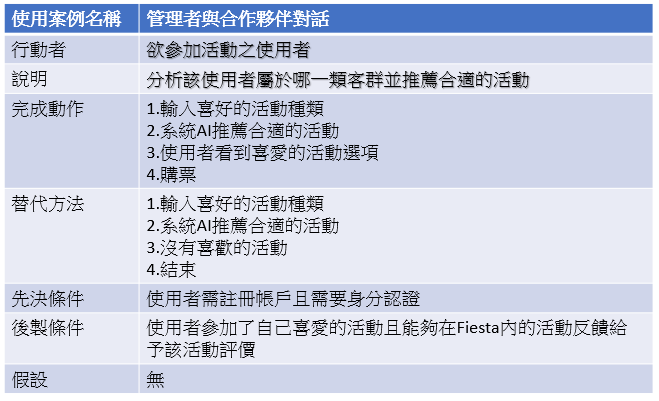 使用案例名稱 管理者與合作夥伴對話
行動者 欲參加活動之使用者
說明 分析該使用者屬於哪一類客群並推薦合適的活動
完成動作 1.輸入喜好的活動種類
2.系統AI推薦合適的活動
3.使用者看到喜愛的活動選項
4.購票
替代方法 1.輸入喜好的活動種類
2.系統AI推薦合適的活動
3.沒有喜歡的活動
4.結束
先決條件 使用者需註冊帳戶且需要身分認證
後製條件 使用者參加了自己喜愛的活動且能夠在Fiesta內的活動反饋給
予該活動評價
假設 無